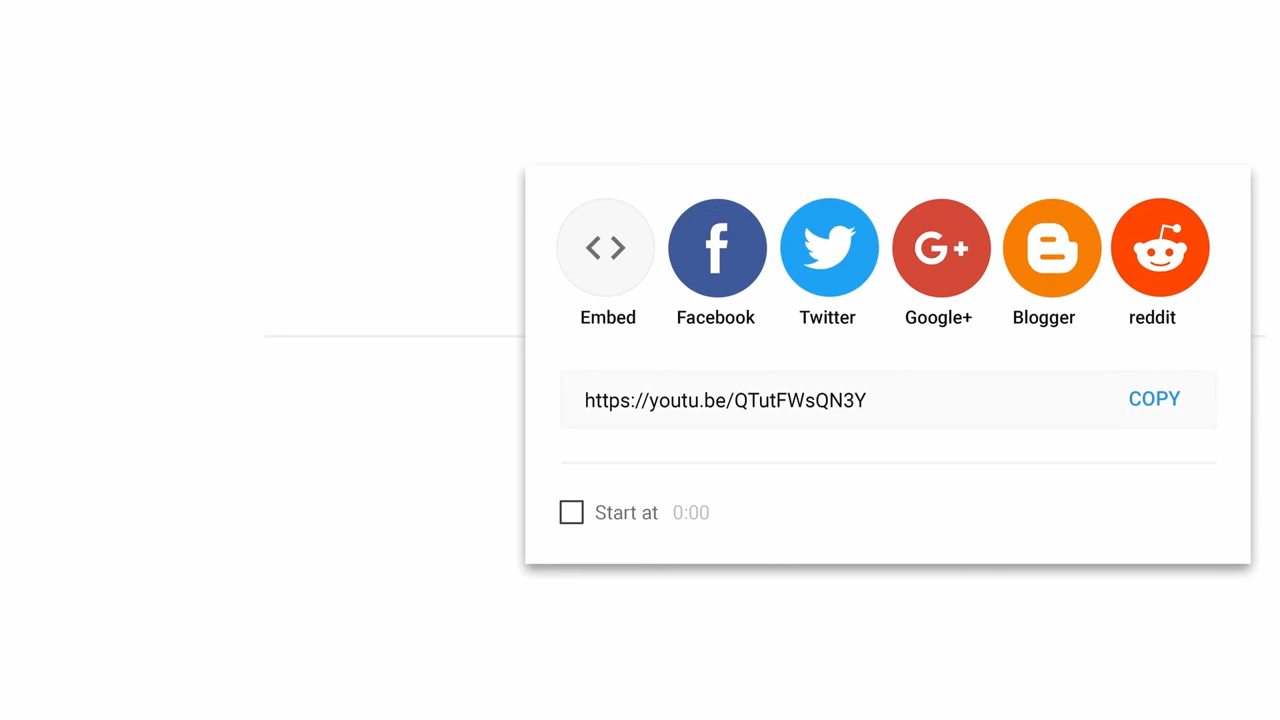 Embed Facebook Twitter Google+ Blogger reddit
https://youtu.be/QTutFWsQN3Y COPY
Start at 0:00